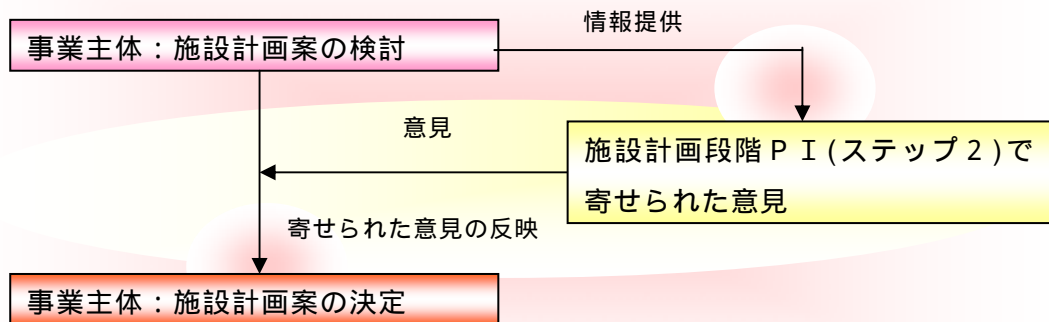 情報提供
事業主体：施設計画案の検討
意見
施設計画段階ＰＩ(ステップ２)で
寄せられた意見
寄せられた意見の反映
事業主体：施設計画案の決定